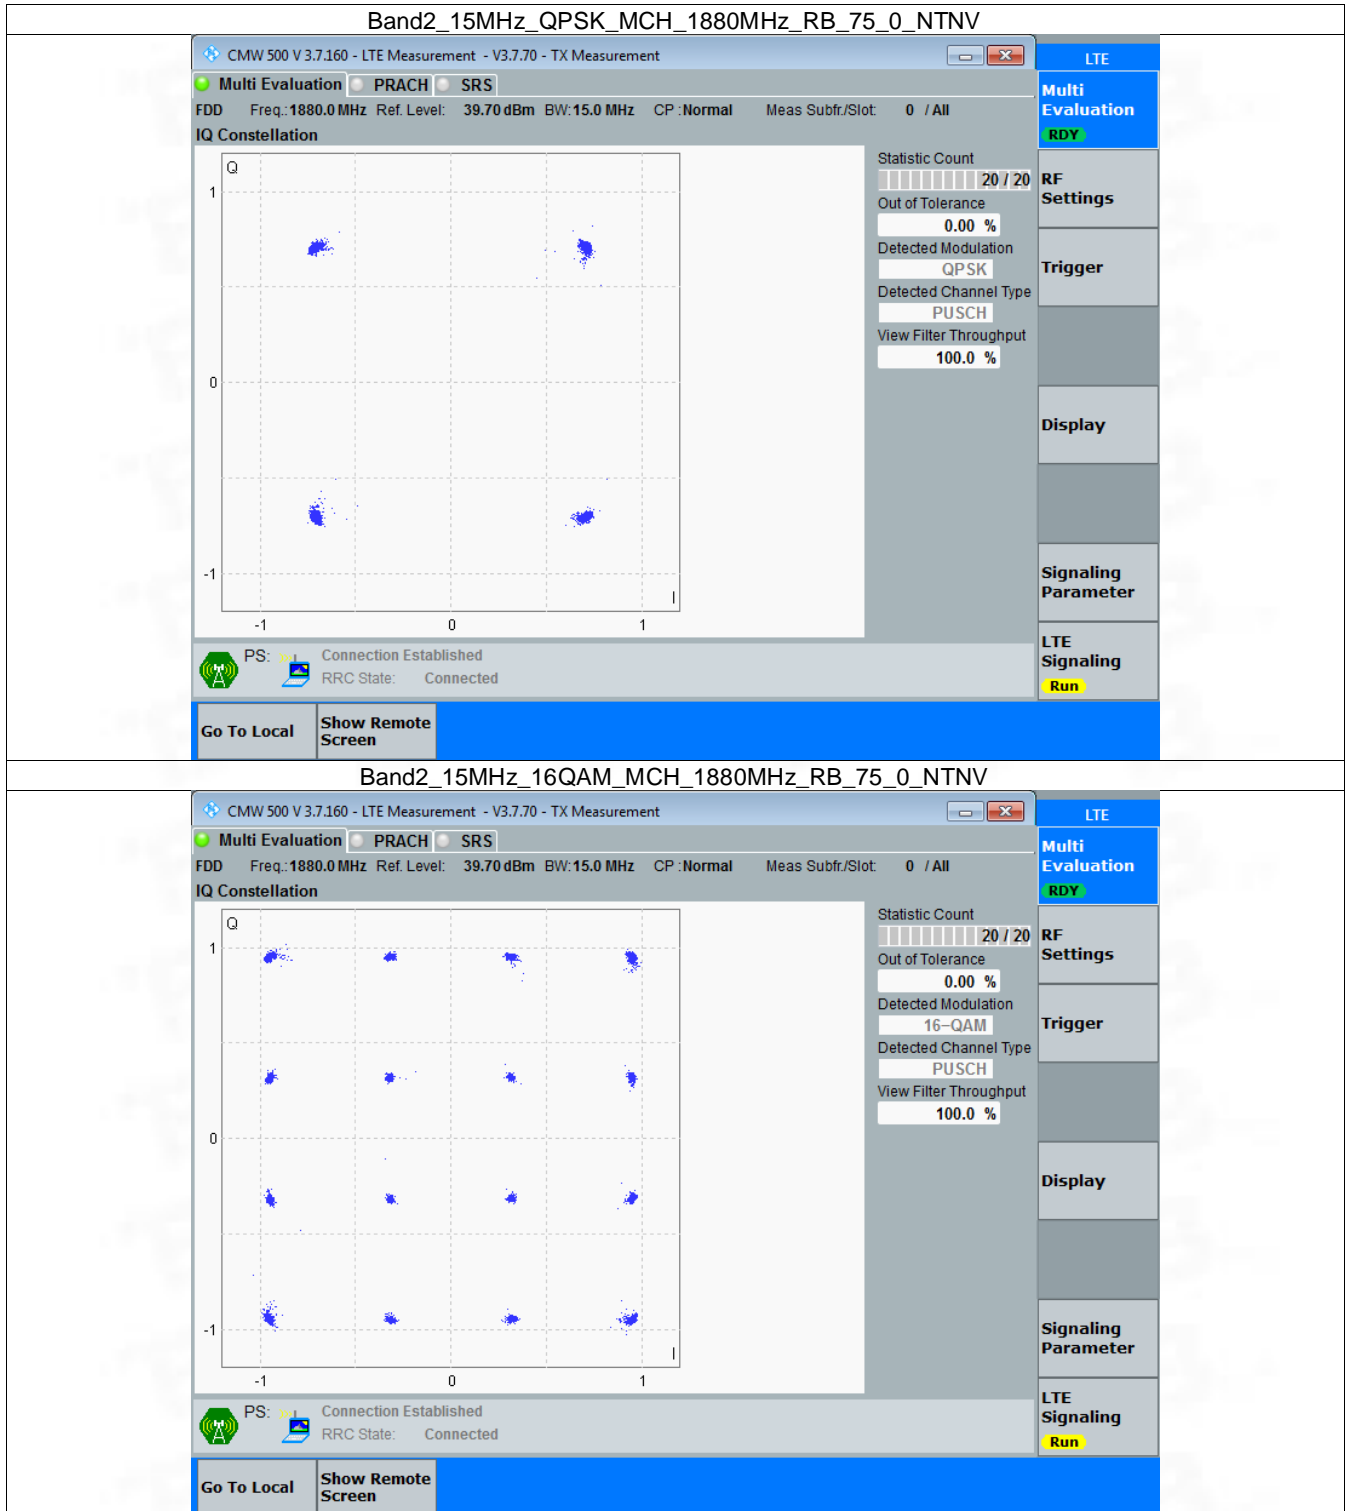 Band2_15MHz_QPSK_MCH_1880MHz_RB_75_0_NTNV
CMW 500 V 3.7.160 - LTE Measurement - V3.7.70 - TX Measurement
LTE
Multi Evaluation PRACH SRS
Multi Evaluation
RDY
FDD Freq.: 1880.0 MHz Ref. Level: 39.70 dBm BW: 15.0 MHz CP : Normal Meas Subfr./Slot: 0 / All
IQ Constellation
Q
1
0
-1
-1 0 1
I
Statistic Count
20 / 20
Out of Tolerance
0.00 %
Detected Modulation
QPSK
Detected Channel Type
PUSCH
View Filter Throughput
100.0 %
RF
Settings
Trigger
Display
Signaling
Parameter
LTE
Signaling
Run
PS: Connection Established
RRC State: Connected
Go To Local
Show Remote
Screen
Band2_15MHz_16QAM_MCH_1880MHz_RB_75_0_NTNV
CMW 500 V 3.7.160 - LTE Measurement - V3.7.70 - TX Measurement
LTE
Multi Evaluation PRACH SRS
Multi
Evaluation
RDY
FDD Freq.: 1880.0 MHz Ref. Level: 39.70 dBm BW: 15.0 MHz CP : Normal Meas Subfr./Slot: 0 / All
IQ Constellation
Q
1
0
-1
-1 0 1
I
Statistic Count
20 / 20
Out of Tolerance
0.00 %
Detected Modulation
16-QAM
Detected Channel Type
PUSCH
View Filter Throughput
100.0 %
RF
Settings
Trigger
Display
Signaling
Parameter
LTE
Signaling
Run
PS: Connection Established
RRC State: Connected
Go To Local
Show Remote
Screen